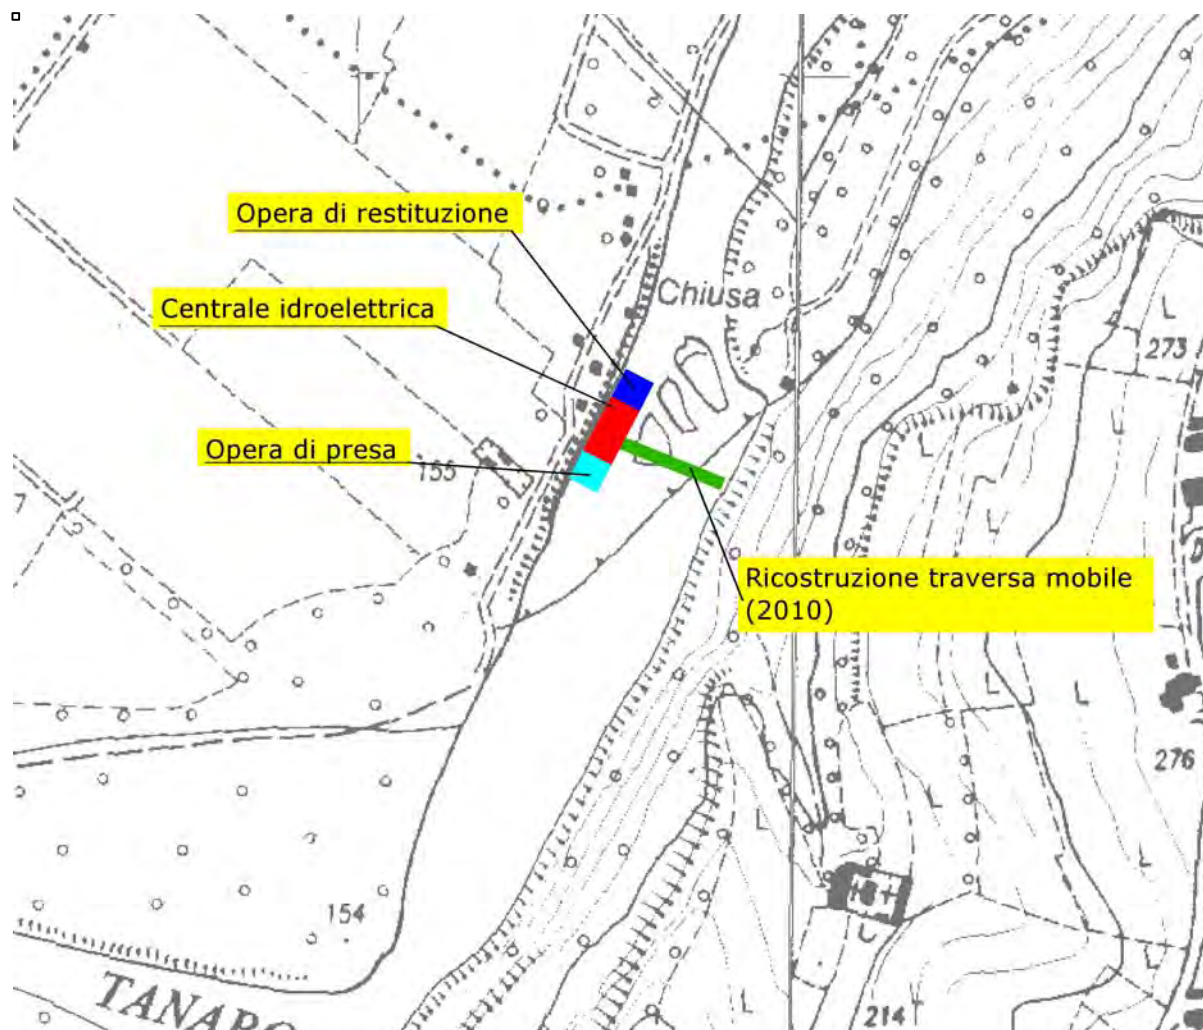 Opera di restituzione
Chiusa
Centrale idroelettrica
273
Opera di presa
155
7
Ricostruzione traversa mobile
(2010)
276
154
TANARO
214